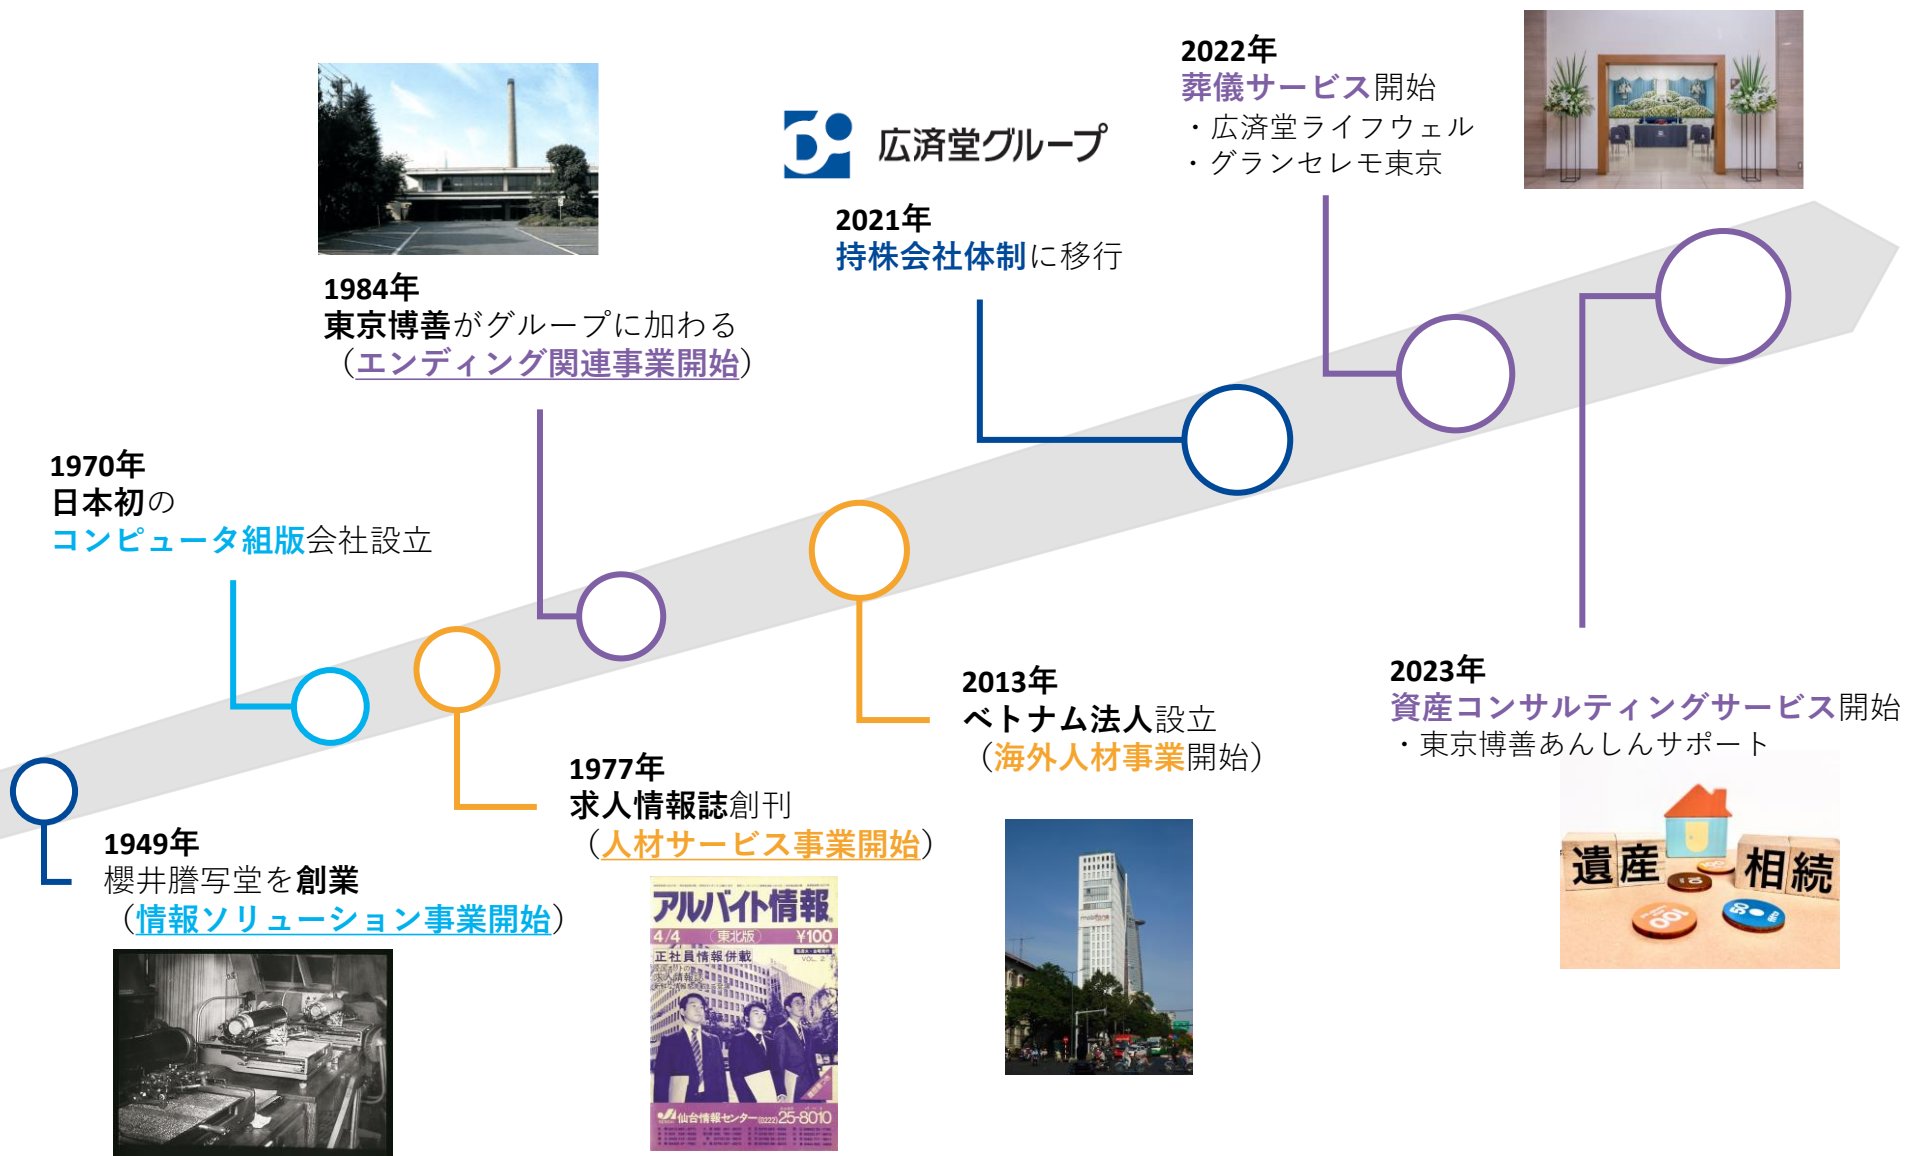 2022年
葬儀サービス開始
・広済堂ライフウェル
・グランセレモ東京
広済堂グループ
2021年
持株会社体制に移行
1984年
東京博善がグループに加わる
（エンディング関連事業開始）
1970年
日本初の
コンピュータ組版会社設立
2013年
ベトナム法人設立
（海外人材事業開始）
2023年
資産コンサルティングサービス開始
・東京博善あんしんサポート
1977年
求人情報誌創刊
（人材サービス事業開始）
1949年
櫻井謄写堂を創業
（情報ソリューション事業開始）
アルバイト情報
4/4 東北版 ¥100
正社員情報併載
VOL. 2
仙台情報センター (0222)25-8010
mobifone
遺産 相続
100
50